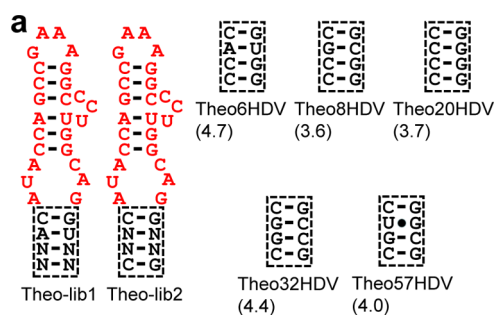 a
A A
G A
C - G
C - G
G - C C C
A - U U
C - G
C - G
A C
U A
A G
C - G
A - U
N - N
N - N
Theo-lib1
A A
G A
C - G
C - G
G - C C C
A - U U
C - G
C - G
A C
U A
A G
C - G
N - N
N - N
C - G
Theo-lib2
C - G
A - U
C - G
C - G
Theo6HDV
(4.7)
C - G
G - C
C - G
C - G
Theo8HDV
(3.6)
C - G
C - G
C - G
C - G
Theo20HDV
(3.7)
C - G
G - C
G - C
C - G
Theo32HDV
(4.4)
C - G
U • G
G - C
C - G
Theo57HDV
(4.0)